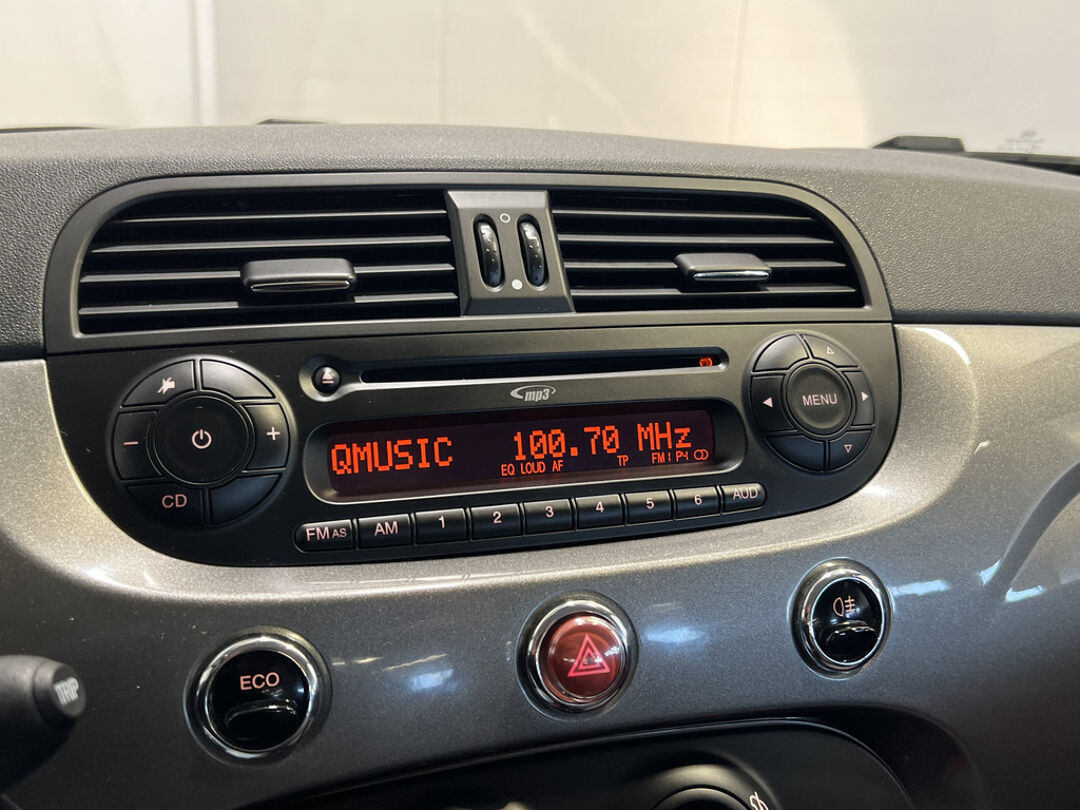 mp3
MENU
QMUSIC 100.70 MHz
EQ LOUD AF TP FM1 P4
CD
FM AS AM 1 2 3 4 5 6 AUD
ECO
TRIP